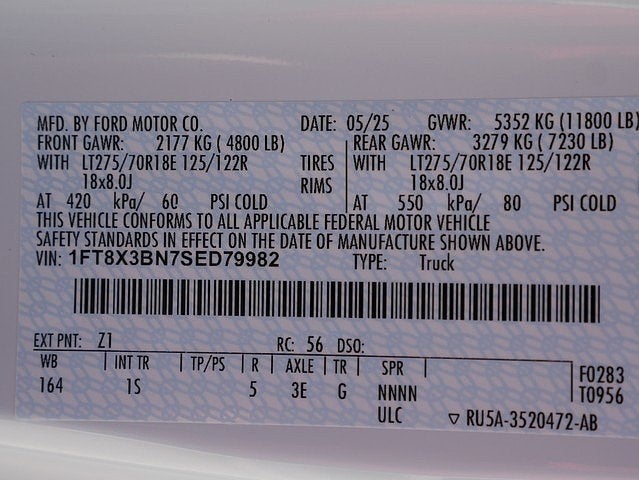 MFD. BY FORD MOTOR CO. DATE: 05/25 GVWR: 5352 KG (11800 LB)
FRONT GAWR: 2177 KG ( 4800 LB) REAR GAWR: 3279 KG ( 7230 LB)
WITH LT275/70R18E 125/122R TIRES WITH LT275/70R18E 125/122R
18x8.0J RIMS 18x8.0J
AT 420 kPa/ 60 PSI COLD AT 550 kPa/ 80 PSI COLD
THIS VEHICLE CONFORMS TO ALL APPLICABLE FEDERAL MOTOR VEHICLE
SAFETY STANDARDS IN EFFECT ON THE DATE OF MANUFACTURE SHOWN ABOVE.
VIN: 1FT8X3BN7SED79982 TYPE: Truck
EXT PNT: Z1 RC: 56 DSO:
WB INT TR TP/PS R AXLE TR SPR F0283
164 1S 5 3E G NNNN T0956
ULC ▽ RU5A-3520472-AB